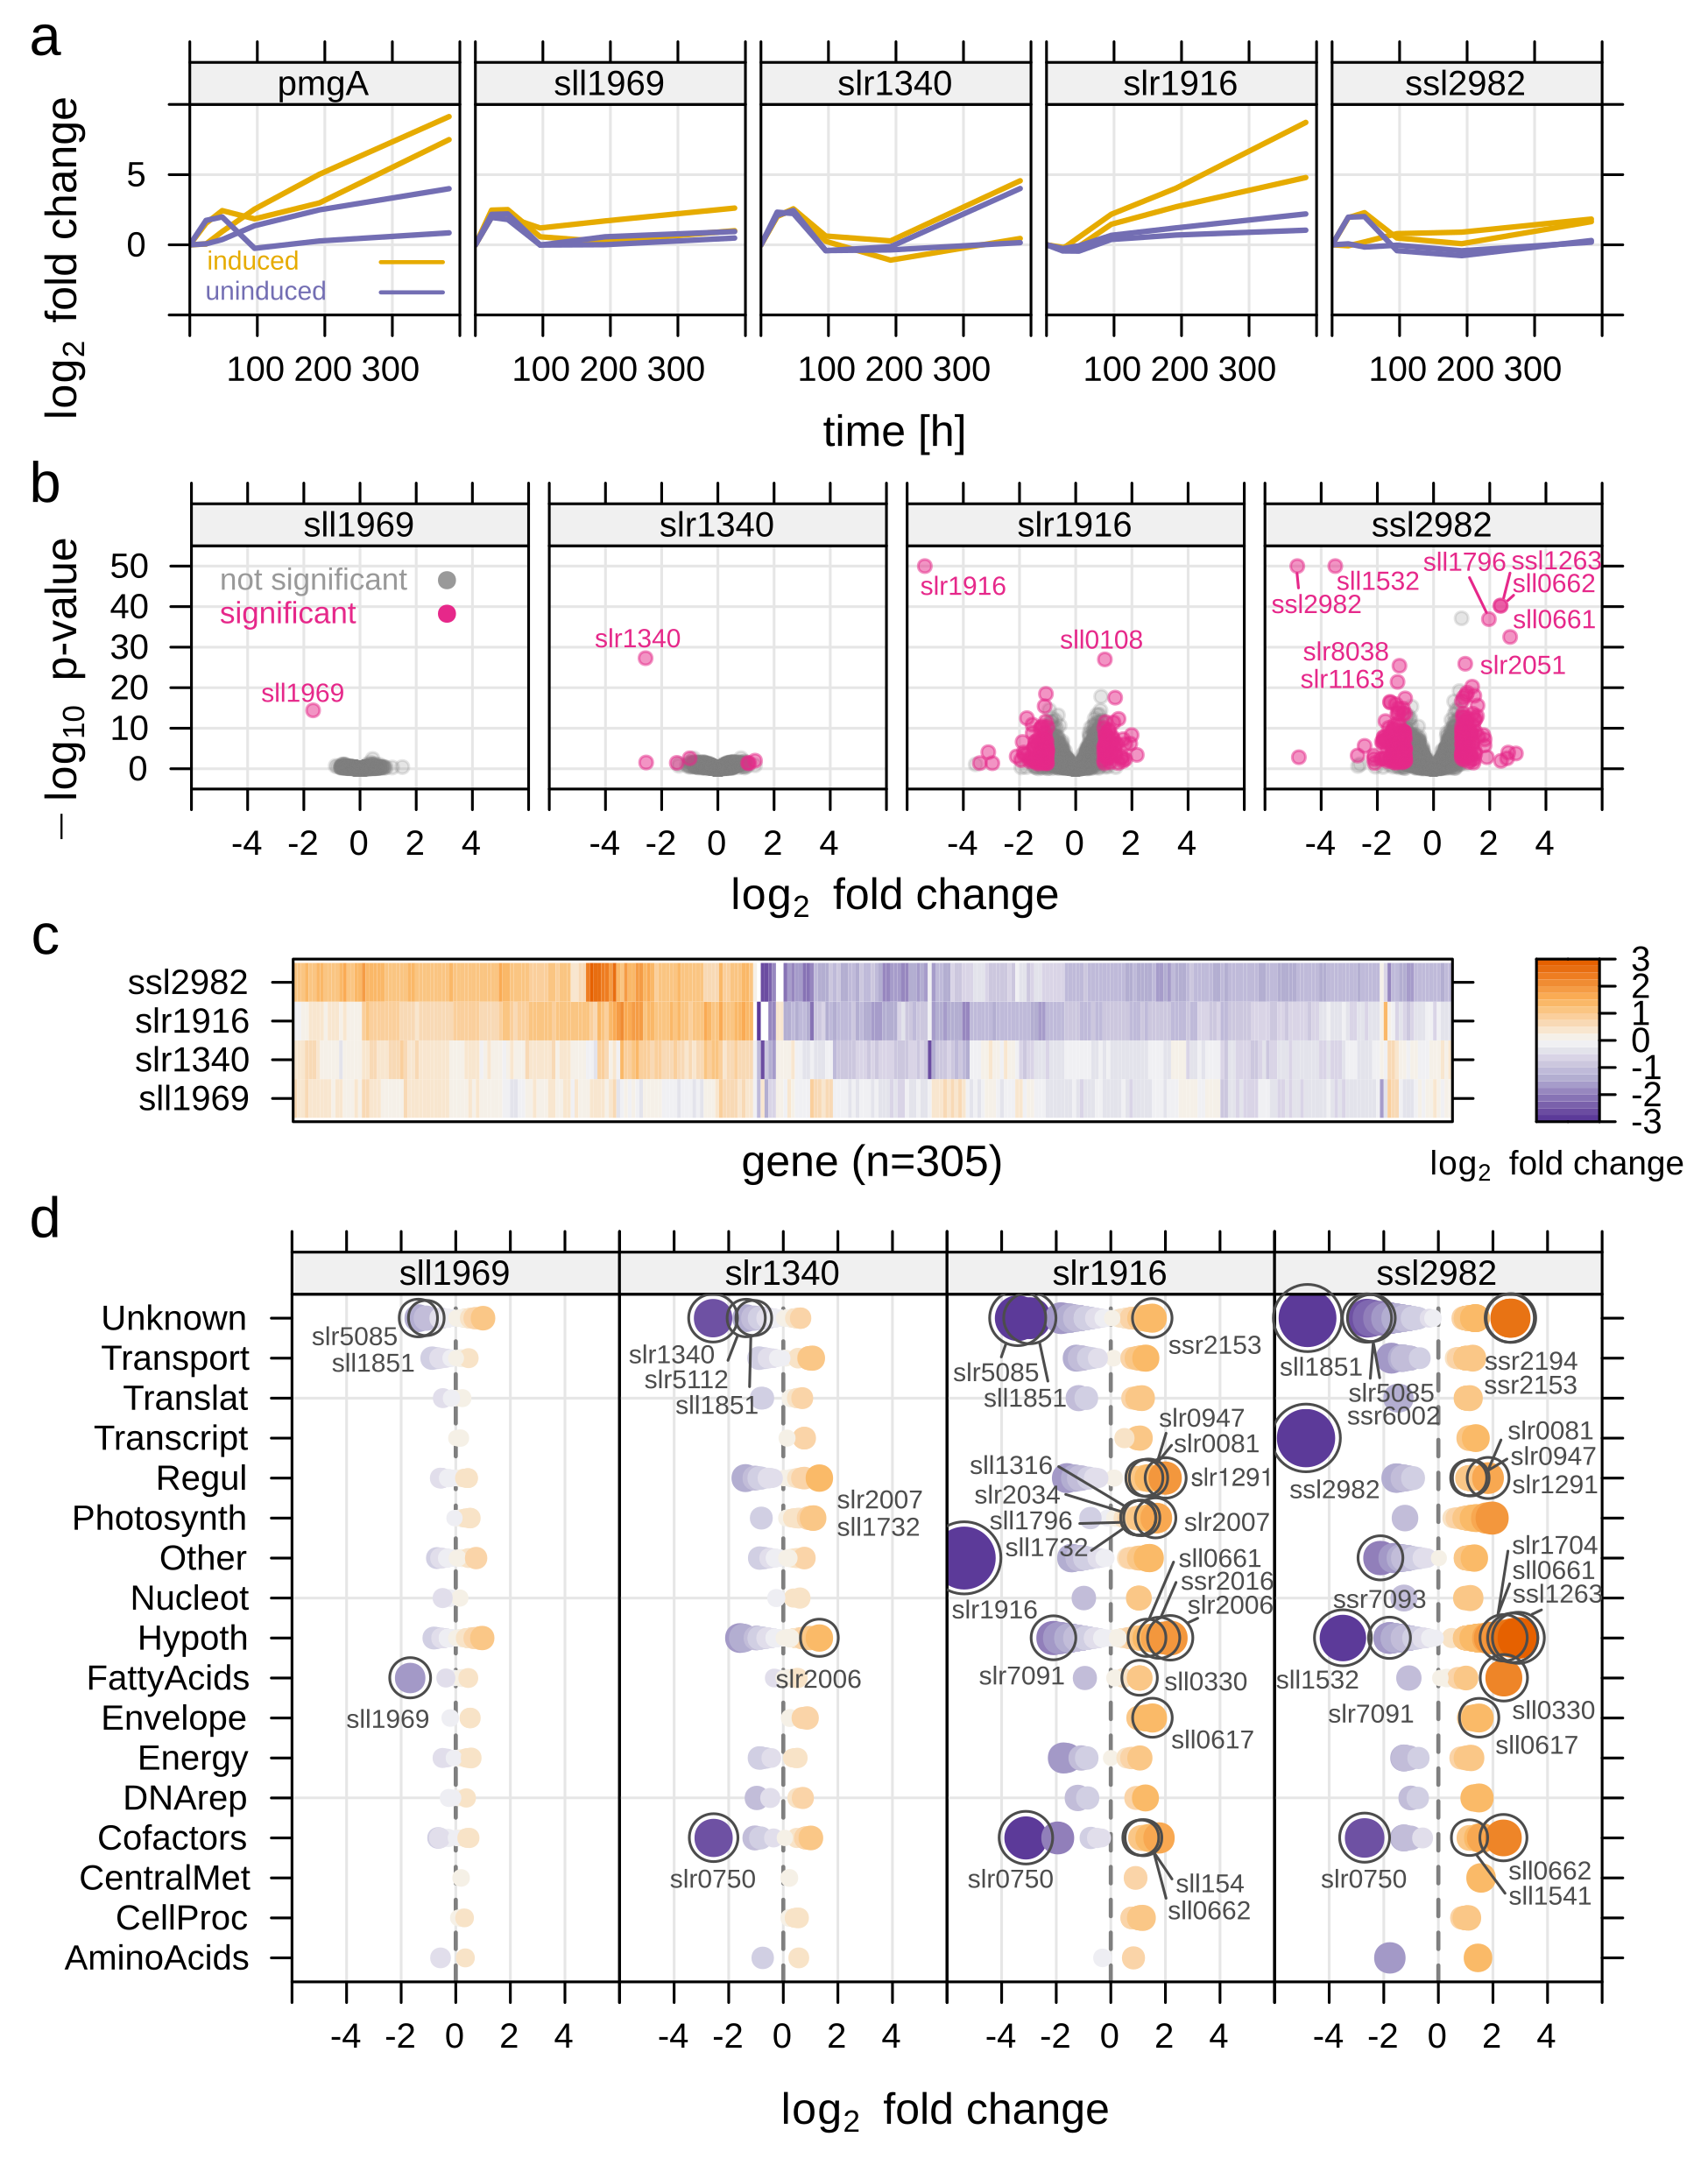 a
pmgA sll1969 slr1340 slr1916 ssl2982
log2 fold change
5
0
induced
uninduced
100 200 300 100 200 300 100 200 300 100 200 300 100 200 300
time [h]
b
sll1969 slr1340 slr1916 ssl2982
− log10 p-value
50
40
30
20
10
0
not significant
significant
sll1969
slr1340
slr1916
sll0108
sll1796 ssl1263
sll1532 sll0662
ssl2982
sll0661
slr8038
slr2051
slr1163
-4 -2 0 2 4 -4 -2 0 2 4 -4 -2 0 2 4 -4 -2 0 2 4
log2 fold change
c
ssl2982
slr1916
slr1340
sll1969
gene (n=305)
3
2
1
0
-1
-2
-3
log2 fold change
d
sll1969 slr1340 slr1916 ssl2982
Unknown
Transport
Translat
Transcript
Regul
Photosynth
Other
Nucleot
Hypoth
FattyAcids
Envelope
Energy
DNArep
Cofactors
CentralMet
CellProc
AminoAcids
slr5085
sll1851
sll1969
slr1340
slr5112
sll1851
slr2007
sll1732
slr2006
slr0750
ssr2153
slr5085
sll1851
slr0947
slr0081
sll1316
slr1291
slr2034
sll1796
slr2007
sll1732
sll0661
ssr2016
slr2006
slr1916
slr7091
sll0330
sll0617
slr0750
sll154
sll0662
sll1851
ssr2194
ssr2153
slr5085
ssr6002
slr0081
slr0947
slr1291
ssl2982
slr1704
sll0661
ssl1263
ssr7093
sll1532
slr7091
sll0330
sll0617
slr0750
sll0662
sll1541
-4 -2 0 2 4 -4 -2 0 2 4 -4 -2 0 2 4 -4 -2 0 2 4
log2 fold change